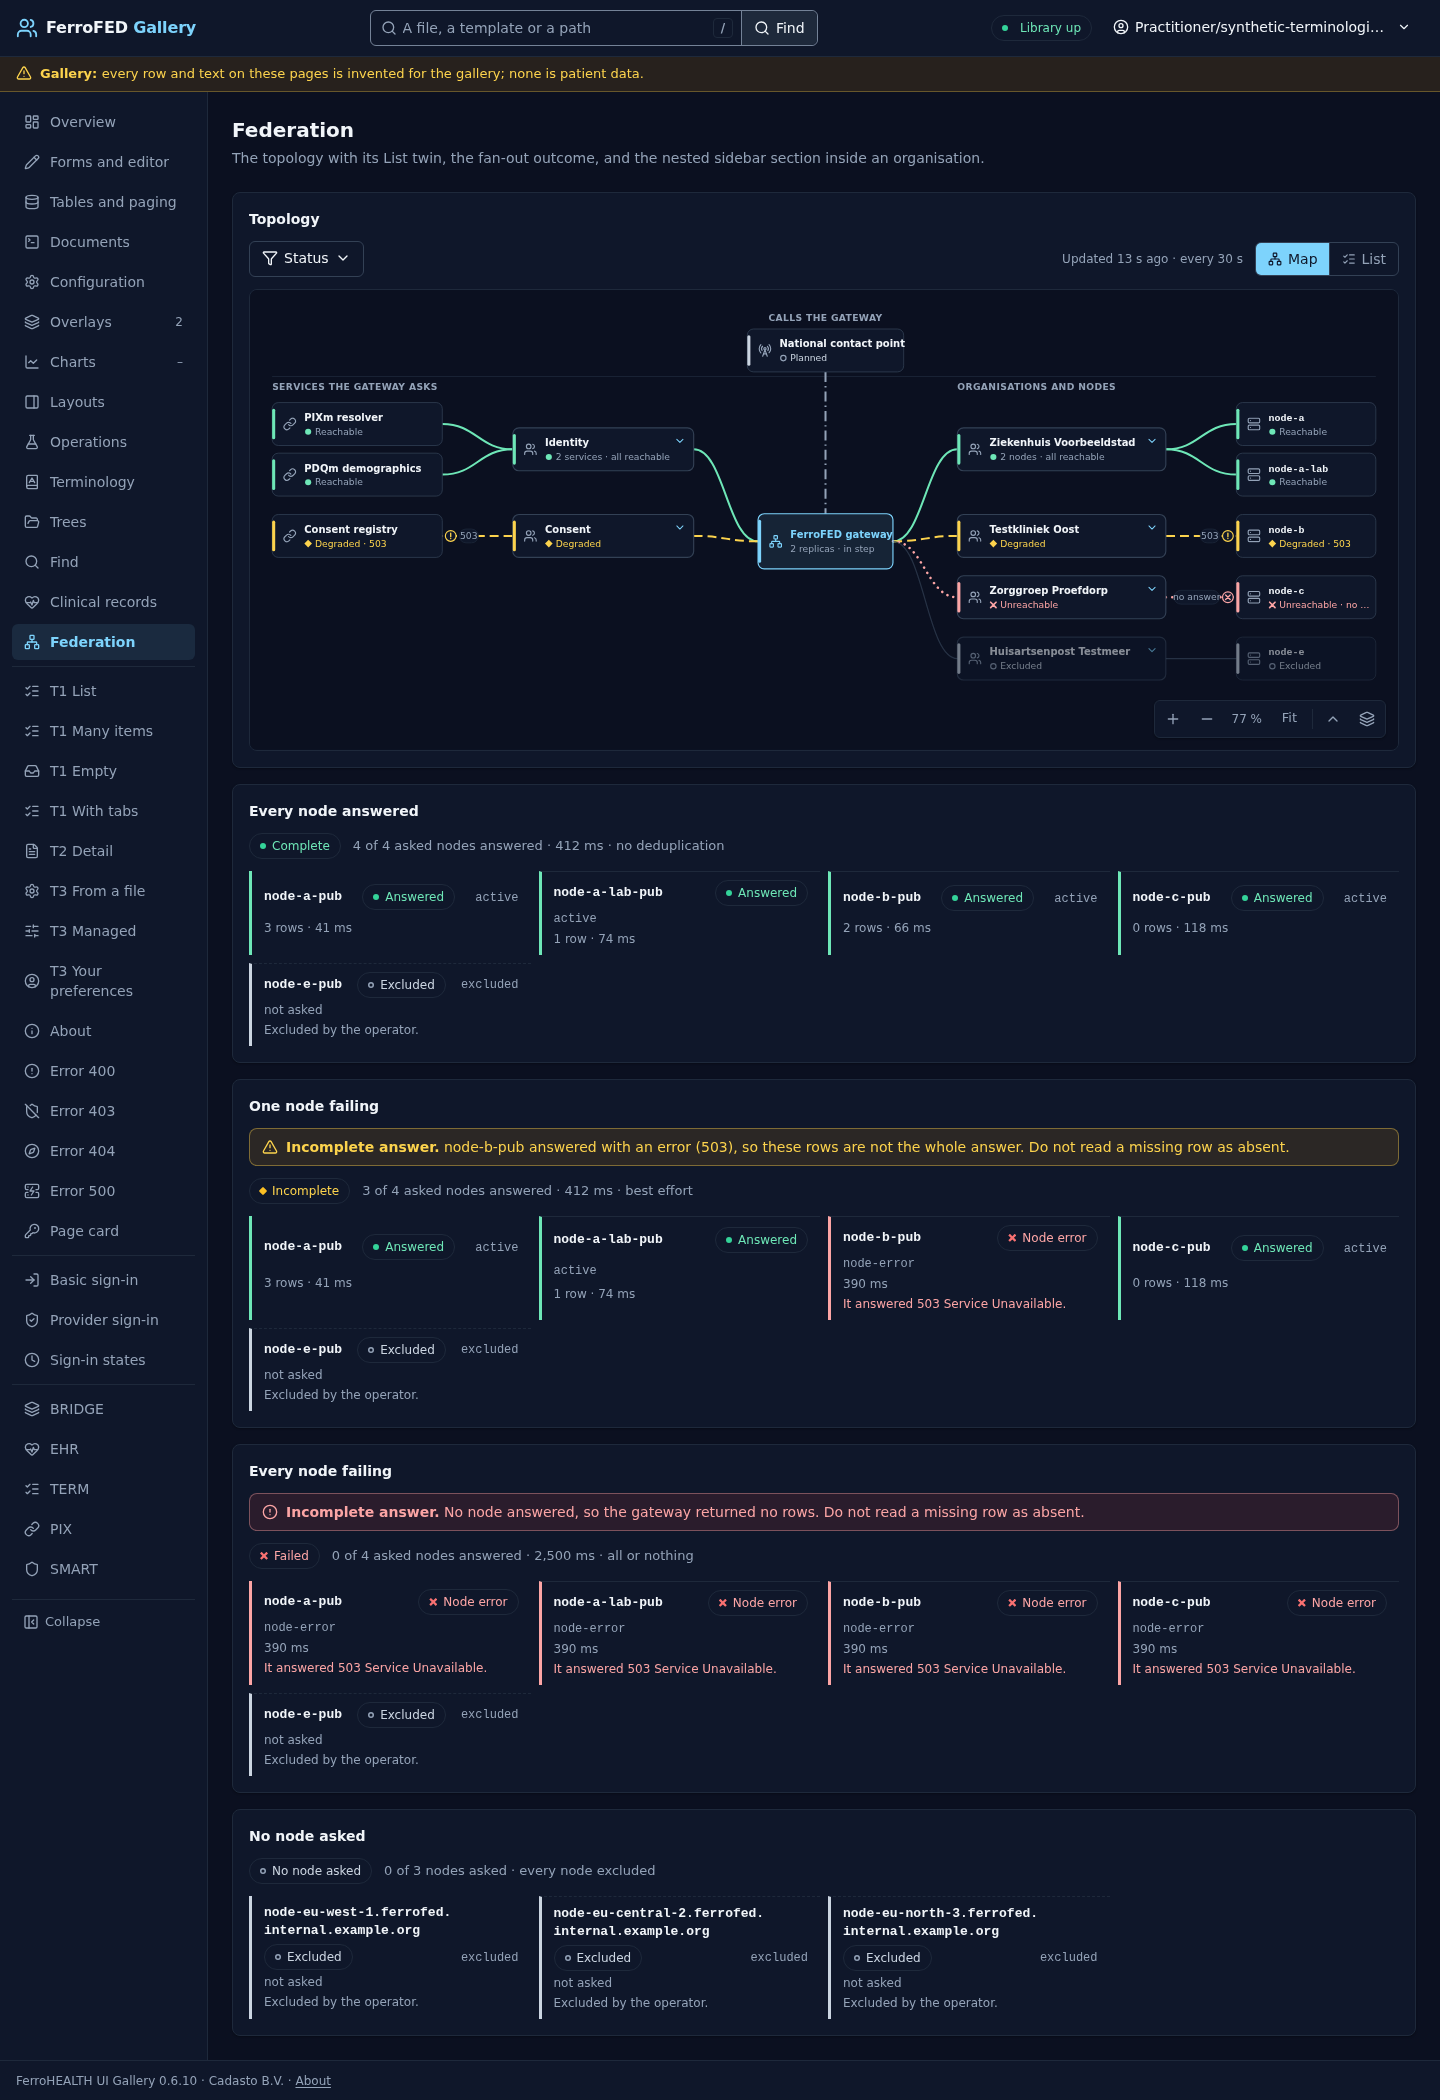 FerroFED Gallery
A file, a template or a path
/
Find
Library up
Practitioner/synthetic-terminologi…
Gallery: every row and text on these pages is invented for the gallery; none is patient data.
Overview
Forms and editor
Tables and paging
Documents
Configuration
Overlays 2
Charts –
Layouts
Operations
Terminology
Trees
Find
Clinical records
Federation
T1 List
T1 Many items
T1 Empty
T1 With tabs
T2 Detail
T3 From a file
T3 Managed
T3 Your
preferences
About
Error 400
Error 403
Error 404
Error 500
Page card
Basic sign-in
Provider sign-in
Sign-in states
BRIDGE
EHR
TERM
PIX
SMART
Collapse
Federation
The topology with its List twin, the fan-out outcome, and the nested sidebar section inside an organisation.
Topology
Status
Updated 13 s ago · every 30 s
Map
List
CALLS THE GATEWAY
National contact point
Planned
SERVICES THE GATEWAY ASKS
ORGANISATIONS AND NODES
PIXm resolver
Reachable
PDQm demographics
Reachable
Consent registry
Degraded · 503
503
Identity
2 services · all reachable
Consent
Degraded
FerroFED gateway
2 replicas · in step
Ziekenhuis Voorbeeldstad
2 nodes · all reachable
Testkliniek Oost
Degraded
Zorggroep Proefdorp
Unreachable
Huisartsenpost Testmeer
Excluded
503
no answer
node-a
Reachable
node-a-lab
Reachable
node-b
Degraded · 503
node-c
Unreachable · no …
node-e
Excluded
77 %
Fit
Every node answered
Complete 4 of 4 asked nodes answered · 412 ms · no deduplication
node-a-pub Answered active
3 rows · 41 ms
node-a-lab-pub Answered
active
1 row · 74 ms
node-b-pub Answered active
2 rows · 66 ms
node-c-pub Answered active
0 rows · 118 ms
node-e-pub Excluded excluded
not asked
Excluded by the operator.
One node failing
Incomplete answer. node-b-pub answered with an error (503), so these rows are not the whole answer. Do not read a missing row as absent.
Incomplete 3 of 4 asked nodes answered · 412 ms · best effort
node-a-pub Answered active
3 rows · 41 ms
node-a-lab-pub Answered
active
1 row · 74 ms
node-b-pub Node error
node-error
390 ms
It answered 503 Service Unavailable.
node-c-pub Answered active
0 rows · 118 ms
node-e-pub Excluded excluded
not asked
Excluded by the operator.
Every node failing
Incomplete answer. No node answered, so the gateway returned no rows. Do not read a missing row as absent.
Failed 0 of 4 asked nodes answered · 2,500 ms · all or nothing
node-a-pub Node error
node-error
390 ms
It answered 503 Service Unavailable.
node-a-lab-pub Node error
node-error
390 ms
It answered 503 Service Unavailable.
node-b-pub Node error
node-error
390 ms
It answered 503 Service Unavailable.
node-c-pub Node error
node-error
390 ms
It answered 503 Service Unavailable.
node-e-pub Excluded excluded
not asked
Excluded by the operator.
No node asked
No node asked 0 of 3 nodes asked · every node excluded
node-eu-west-1.ferrofed.
internal.example.org
Excluded excluded
not asked
Excluded by the operator.
node-eu-central-2.ferrofed.
internal.example.org
Excluded excluded
not asked
Excluded by the operator.
node-eu-north-3.ferrofed.
internal.example.org
Excluded excluded
not asked
Excluded by the operator.
FerroHEALTH UI Gallery 0.6.10 · Cadasto B.V. · About